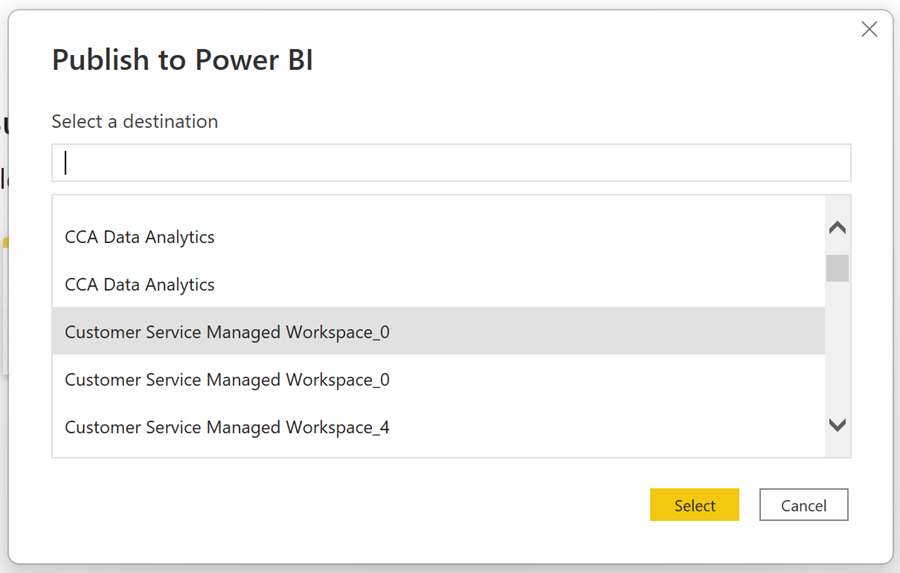 Publish to Power BI
Select a destination
CCA Data Analytics
CCA Data Analytics
Customer Service Managed Workspace_0
Customer Service Managed Workspace_0
Customer Service Managed Workspace_4
Select
Cancel